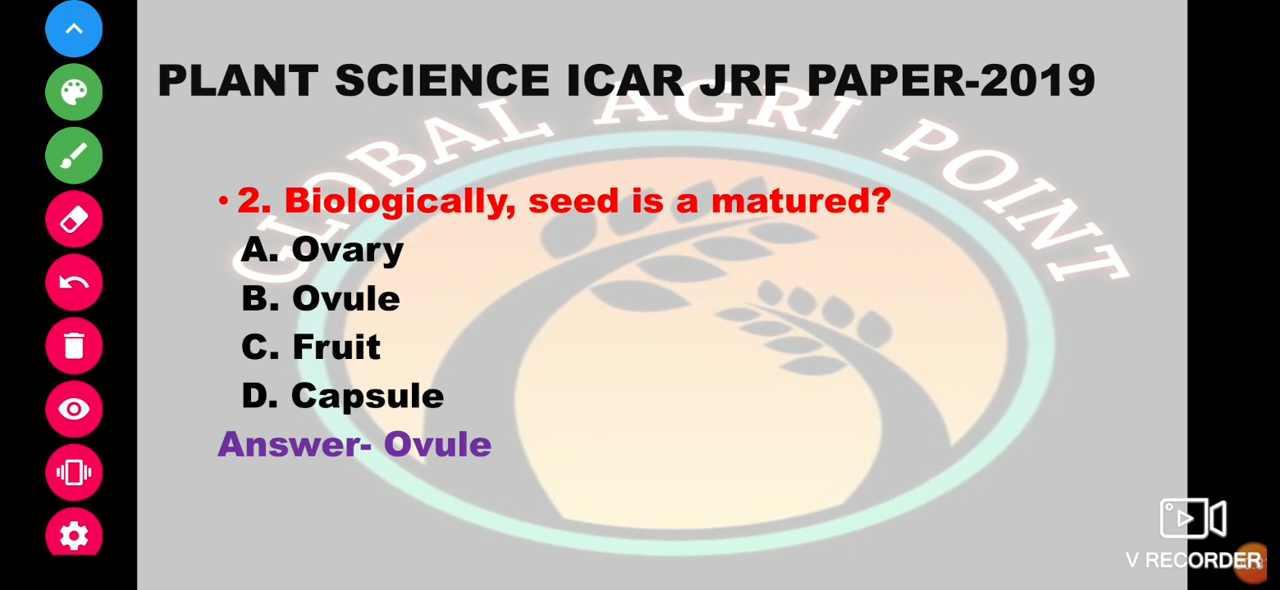 PLANT SCIENCE ICAR JRF PAPER-2019
GLOBAL AGRI POINT
• 2. Biologically, seed is a matured?
A. Ovary
B. Ovule
C. Fruit
D. Capsule
Answer- Ovule
V RECORDER